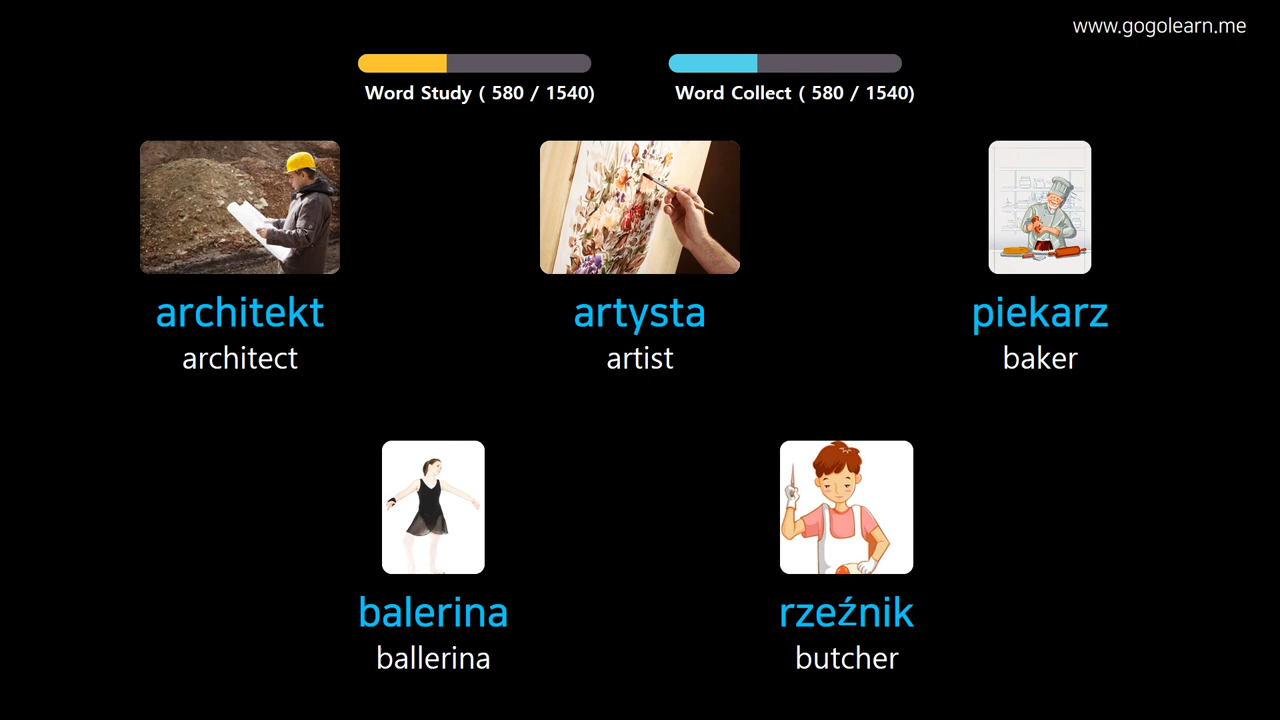 www.gogolearn.me
Word Study ( 580 / 1540)
Word Collect ( 580 / 1540)
architekt
architect
artysta
artist
piekarz
baker
balerina
ballerina
rzeźnik
butcher